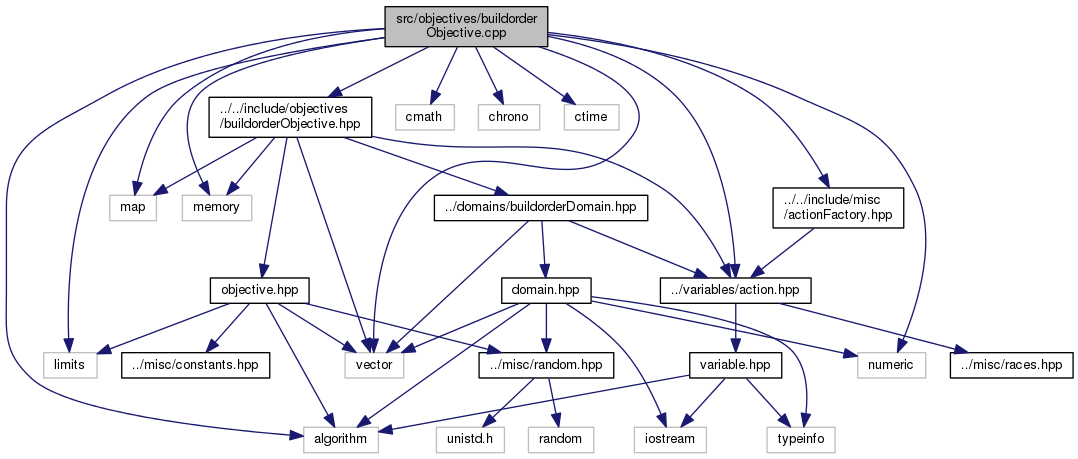 src/objectives/buildorder
Objective.cpp
../../include/objectives
/buildorderObjective.hpp
cmath
chrono
ctime
map
memory
../domains/buildorderDomain.hpp
../../include/misc
/actionFactory.hpp
objective.hpp
domain.hpp
../variables/action.hpp
limits
../misc/constants.hpp
vector
../misc/random.hpp
variable.hpp
numeric
../misc/races.hpp
algorithm
unistd.h
random
iostream
typeinfo